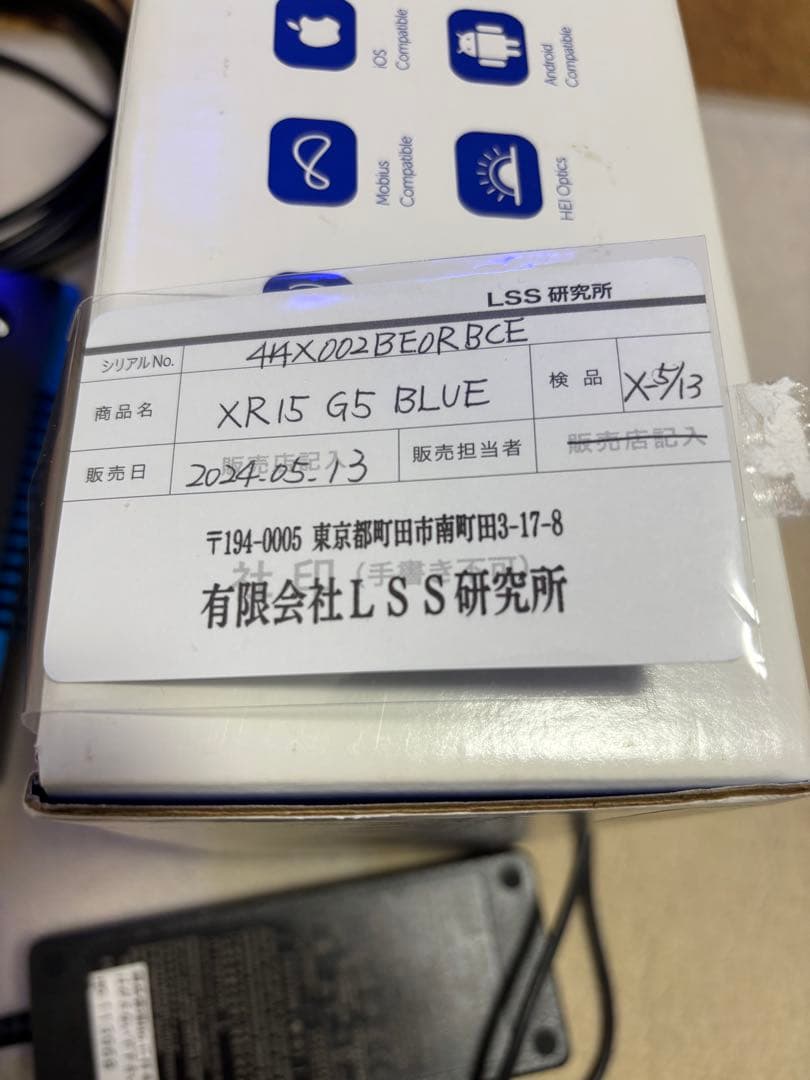 iOS Compatible
Android Compatible
Mobius Compatible
HEI Optics
LSS 研究所
シリアルNo. 44X002BE0RBCE
商品名 XR15 G5 BLUE 検品 X-5/13
販売日 販売店記入 2024-05-13 販売担当者 販売店記入
〒194-0005 東京都町田市南町田3-17-8
社印(手書き不可)
有限会社LSS研究所